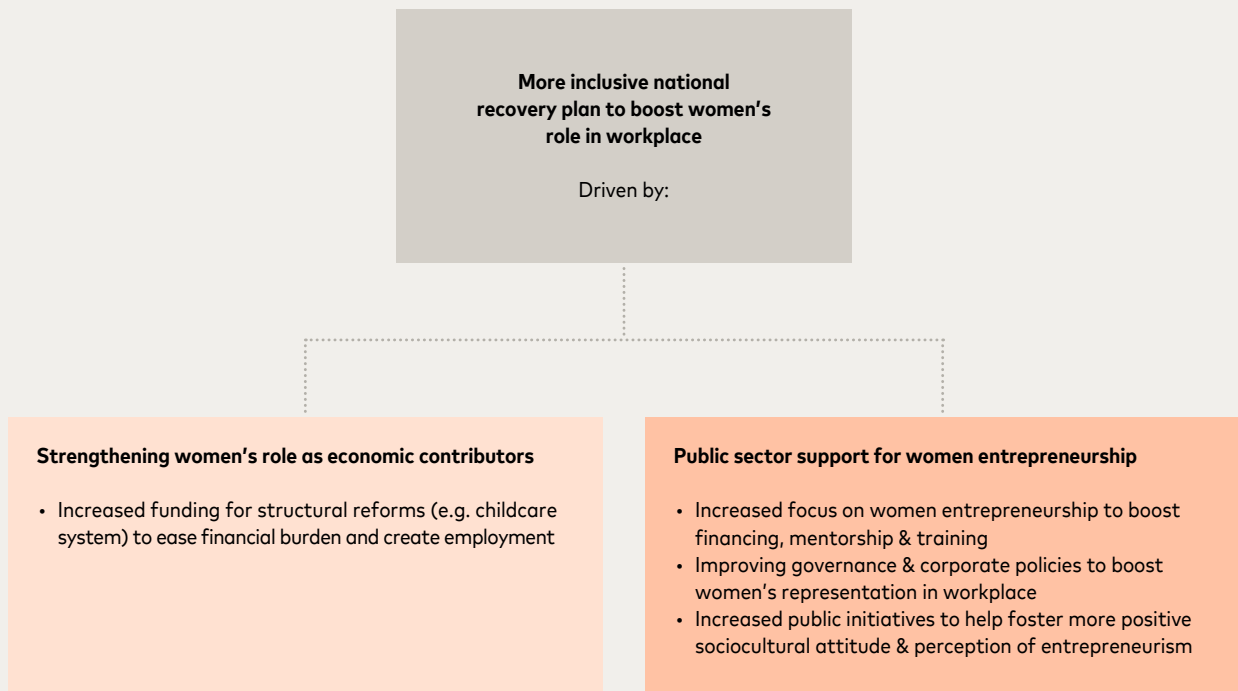 More inclusive national
recovery plan to boost women's
role in workplace
Driven by:
Strengthening women's role as economic contributors
• Increased funding for structural reforms (e.g. childcare
system) to ease financial burden and create employment
Public sector support for women entrepreneurship
• Increased focus on women entrepreneurship to boost
financing, mentorship & training
• Improving governance & corporate policies to boost
women's representation in workplace
• Increased public initiatives to help foster more positive
sociocultural attitude & perception of entrepreneurism